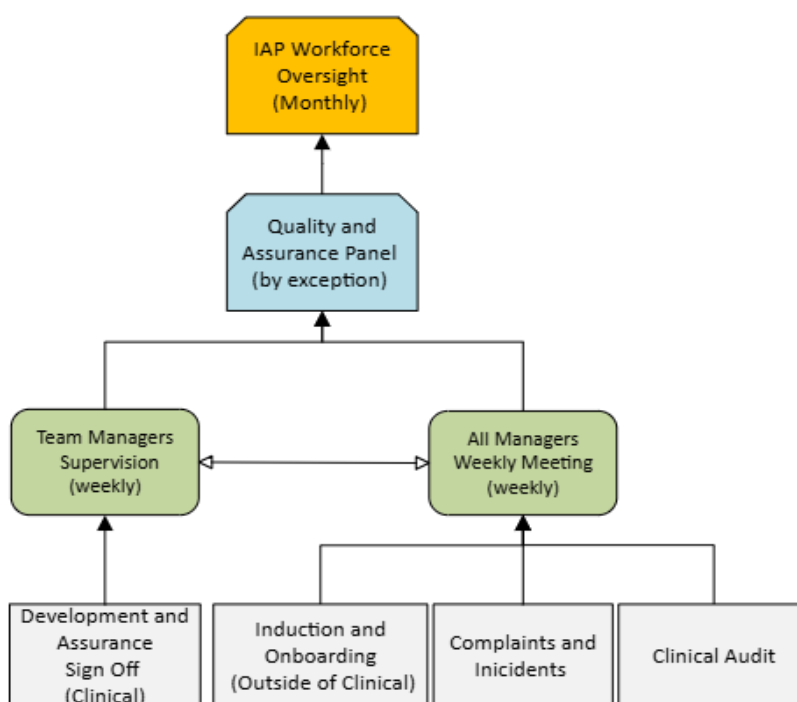 IAP Workforce
Oversight
(Monthly)
Quality and
Assurance Panel
(by exception)
Team Managers
Supervision
(weekly)
All Managers
Weekly Meeting
(weekly)
Development and
Assurance
Sign Off
(Clinical)
Induction and
Onboarding
(Outside of Clinical)
Complaints and
Inicidents
Clinical Audit